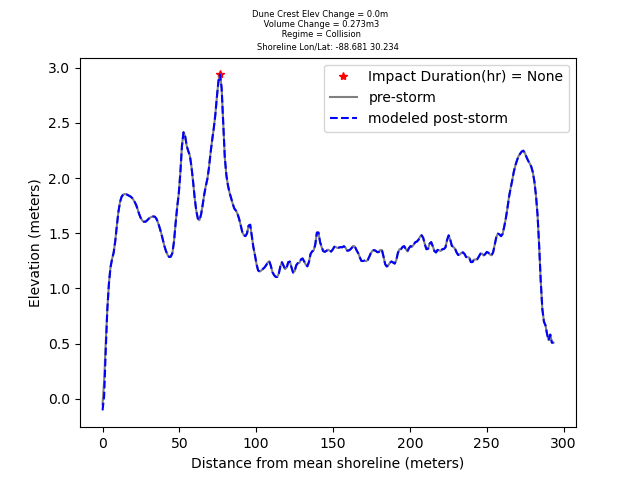 Dune Crest Elev Change = 0.0m
Volume Change = 0.273m3
Regime = Collision
Shoreline Lon/Lat: -88.681 30.234
Impact Duration(hr) = None
pre-storm
modeled post-storm
3.0
2.5
2.0
1.5
1.0
0.5
0.0
Elevation (meters)
0 50 100 150 200 250 300
Distance from mean shoreline (meters)